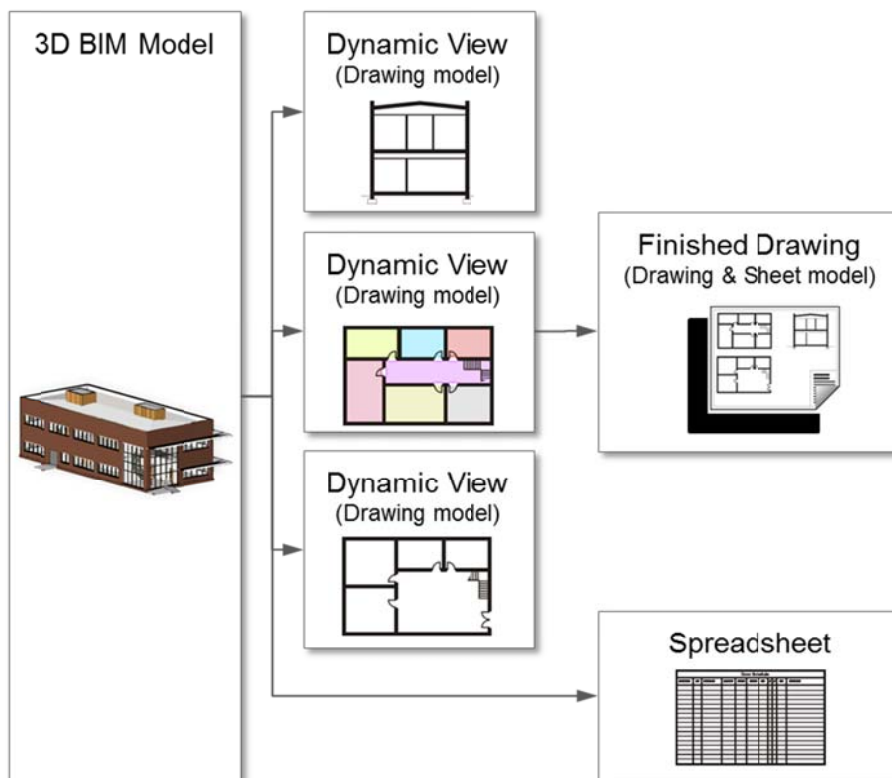 3D BIM Model
Dynamic View
(Drawing model)
Dynamic View
(Drawing model)
Dynamic View
(Drawing model)
Finished Drawing
(Drawing & Sheet model)
Spreadsheet